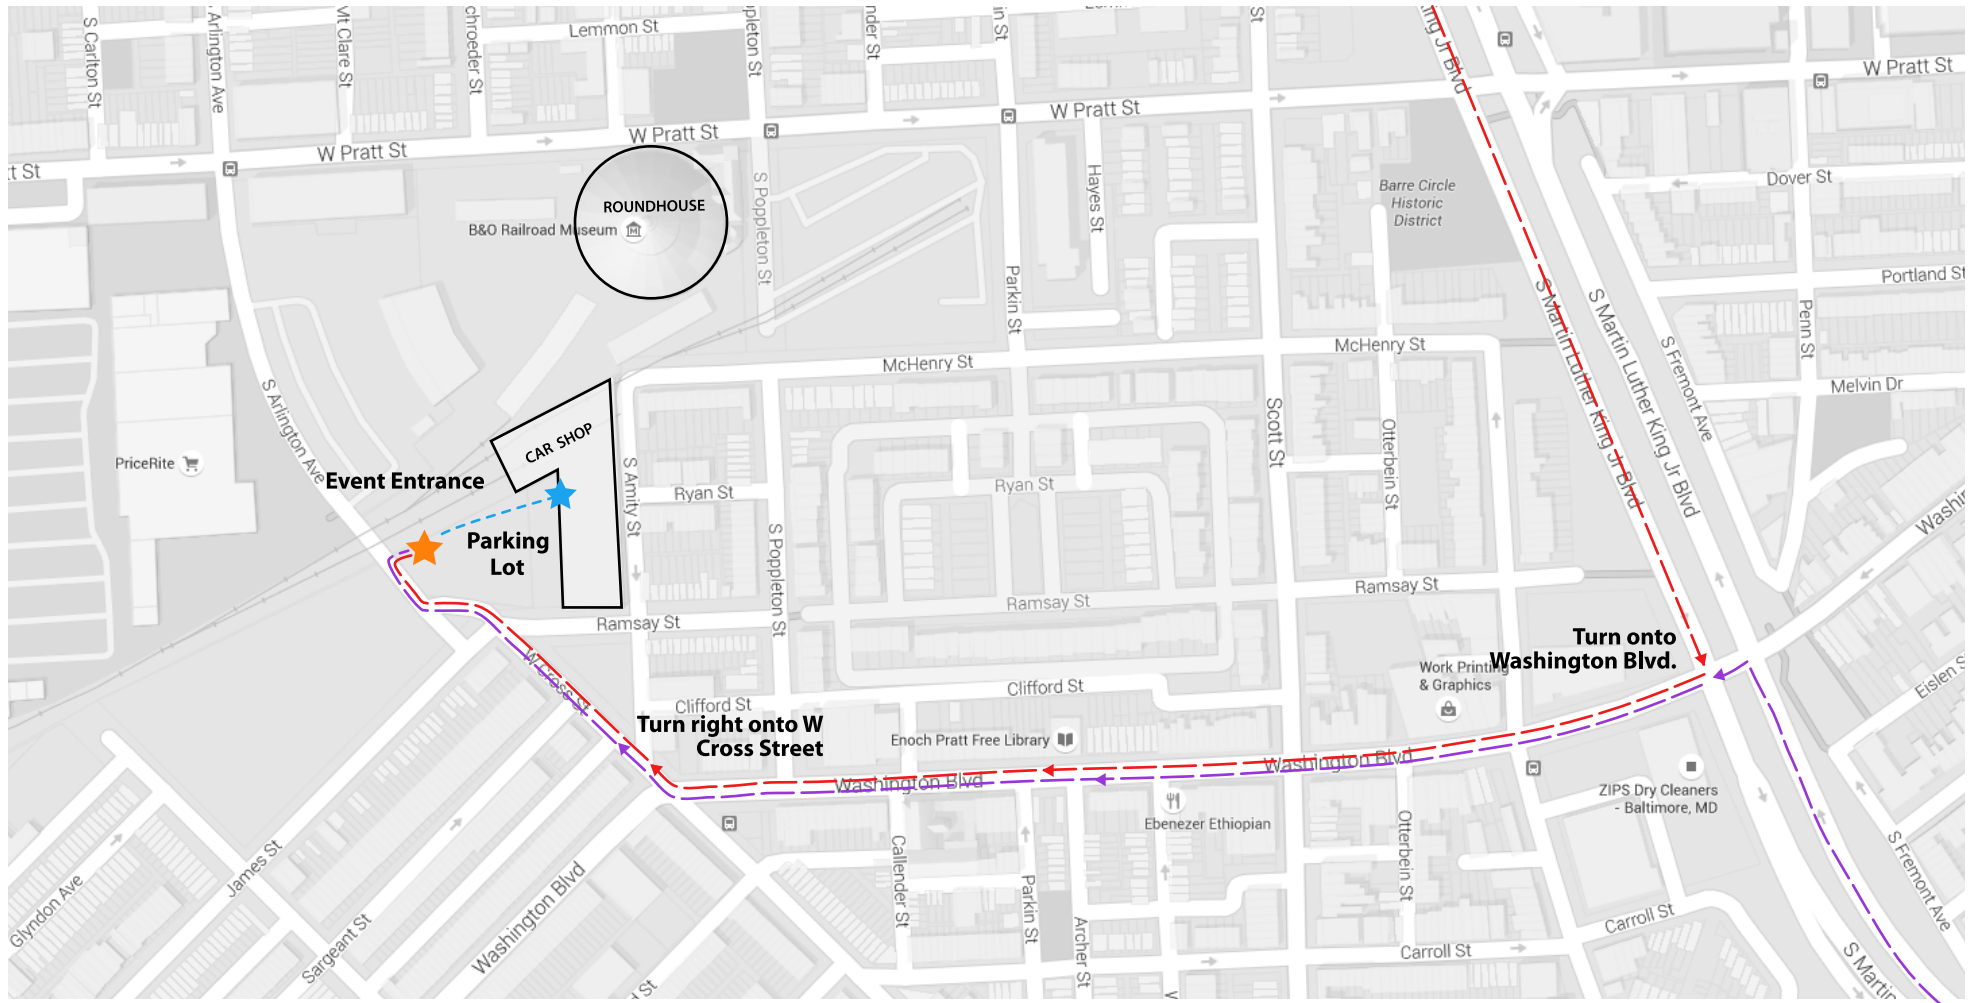 S Carlton St
Arlington Ave
Mt Clare St
chroeder St
Lemmon St
W Pratt St
W Pratt St
W Pratt St
W Pratt St
tt St
King Jr Blvd
ROUNDHOUSE
B&O Railroad Museum
S Poppleton St
Hayes St
Parkin St
Barre Circle
Historic
District
Dover St
Portland St
Penn St
Melvin Dr
S Martin Luther King Jr Blvd
S Martin Luther King Jr Blvd
S Fremont Ave
McHenry St
McHenry St
S Arlington Ave
PriceRite
CAR SHOP
Event Entrance
Parking
Lot
S Amity St
Ryan St
Ryan St
S Poppleton St
Scott St
Otterbein St
Ramsay St
Ramsay St
Ramsay St
Turn onto
Washington Blvd.
Work Printing
& Graphics
Eislen S
W Cross St
Clifford St
Clifford St
Turn right onto W
Cross Street
Enoch Pratt Free Library
Washington Blvd
Washington Blvd
ZIPS Dry Cleaners
- Baltimore, MD
Ebenezer Ethiopian
Otterbein St
Callender St
Parkin St
Archer St
Carroll St
Carroll St
S Fremont Ave
S Martin
Glyndon Ave
James St
Sargeant St
Washington Blvd